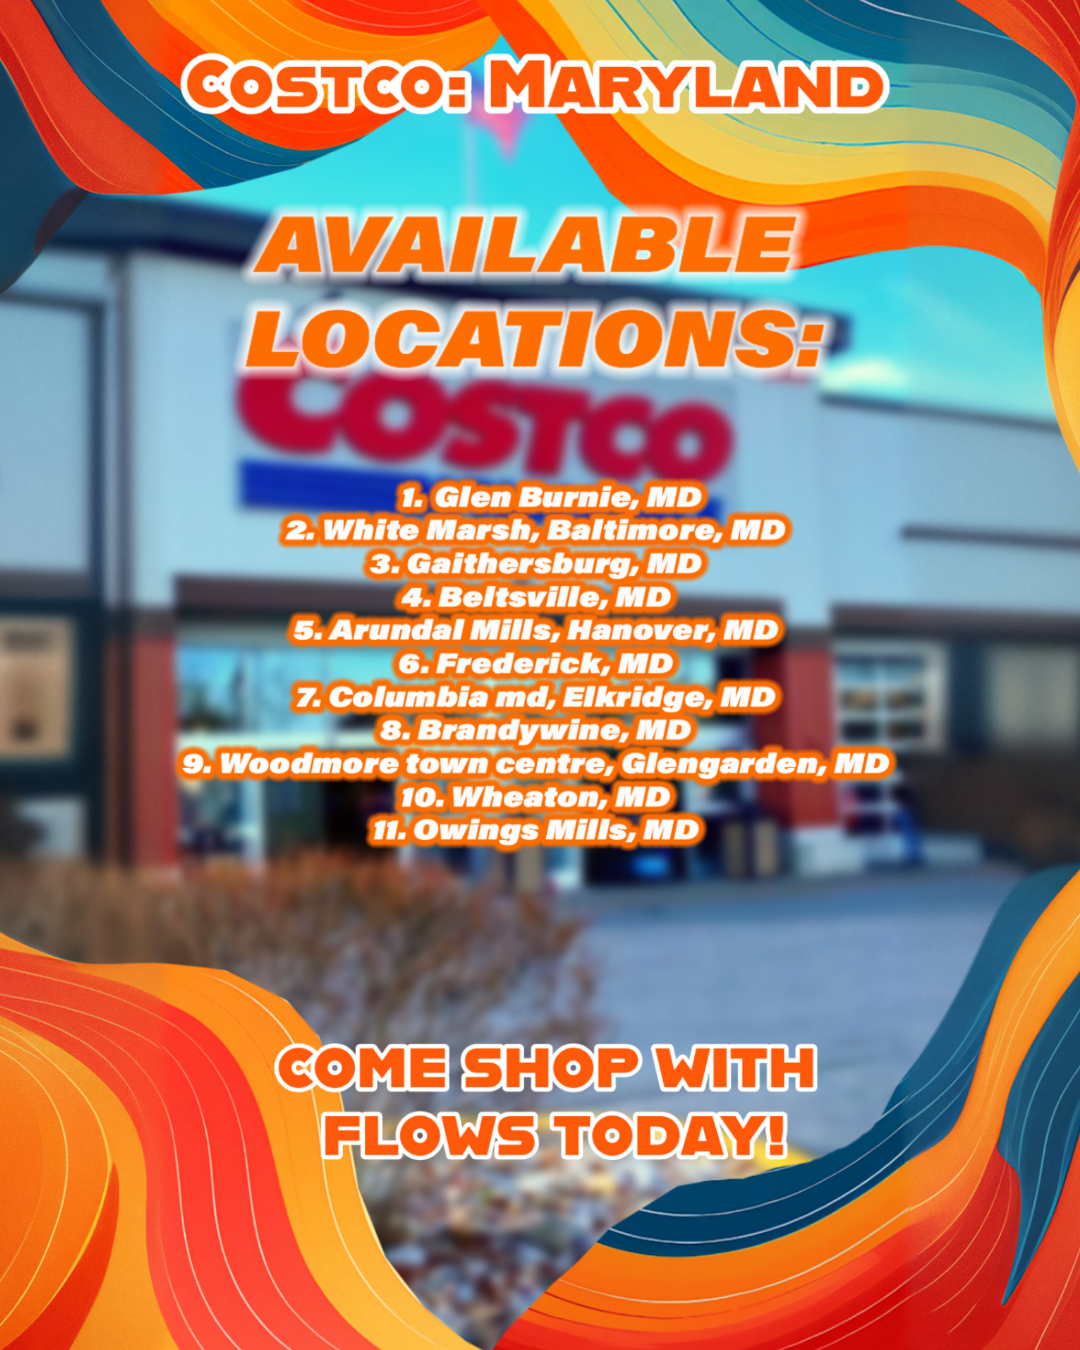 Costco: Maryland
AVAILABLE
LOCATIONS:
COSTCO
1. Glen Burnie, MD
2. White Marsh, Baltimore, MD
3. Gaithersburg, MD
4. Beltsville, MD
5. Arundal Mills, Hanover, MD
6. Frederick, MD
7. Columbia md, Elkridge, MD
8. Brandywine, MD
9. Woodmore town centre, Glengarden, MD
10. Wheaton, MD
11. Owings Mills, MD
COME SHOP WITH
FLOWS TODAY!